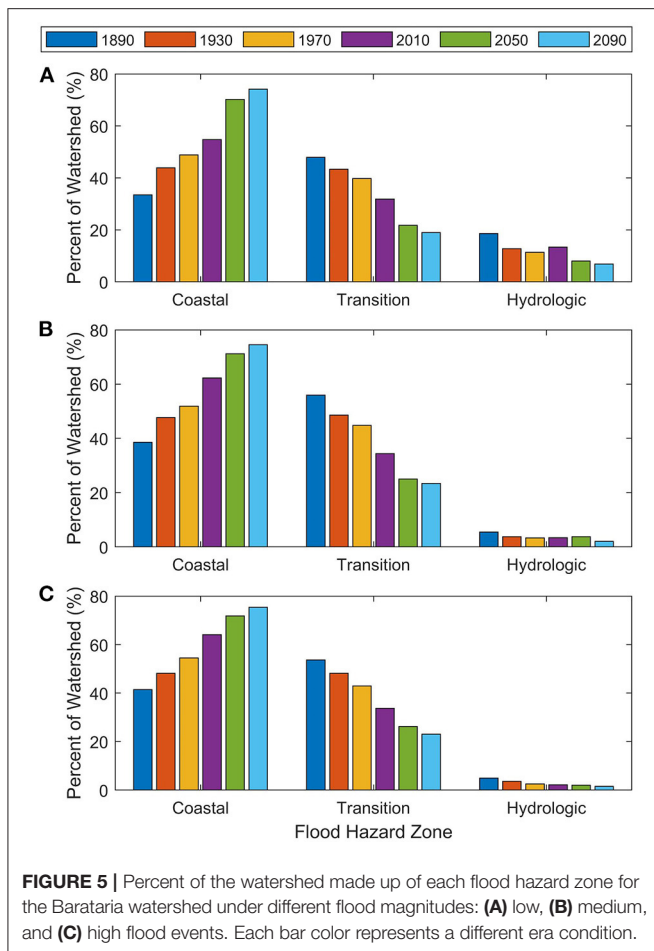 1890 1930 1970 2010 2050 2090
A
Percent of Watershed (%)
80
60
40
20
0
Coastal Transition Hydrologic
B
Percent of Watershed (%)
80
60
40
20
0
Coastal Transition Hydrologic
C
Percent of Watershed (%)
80
60
40
20
0
Coastal Transition Hydrologic
Flood Hazard Zone
FIGURE 5 | Percent of the watershed made up of each flood hazard zone for
the Barataria watershed under different flood magnitudes: (A) low, (B) medium,
and (C) high flood events. Each bar color represents a different era condition.